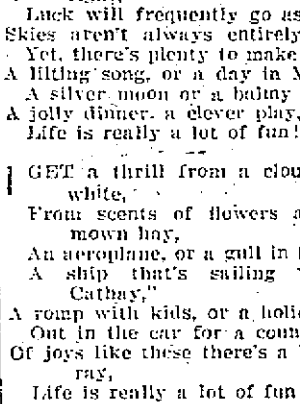 Luck will frequently go as
Skies aren't always entirely
Yet, there's plenty to make
A lilting song, or a day in
A silver moon or a balmy
A jolly dinner, a clever play,
Life is really a lot of fun!
I GET a thrill from a clou
white,
From scents of flowers a
mown hay,
An aeroplane, or a gull in
A ship that's sailing
Cathay,"
A romp with kids, or a holi
Out in the car for a coun
Of joys like these there's a
ray,
Life is really a lot of fun